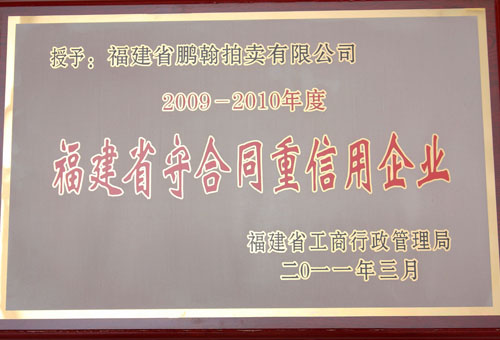 授予：福建省鹏翰拍卖有限公司
2009－2010年度
福建省守合同重信用企业
福建省工商行政管理局
二0一一年三月